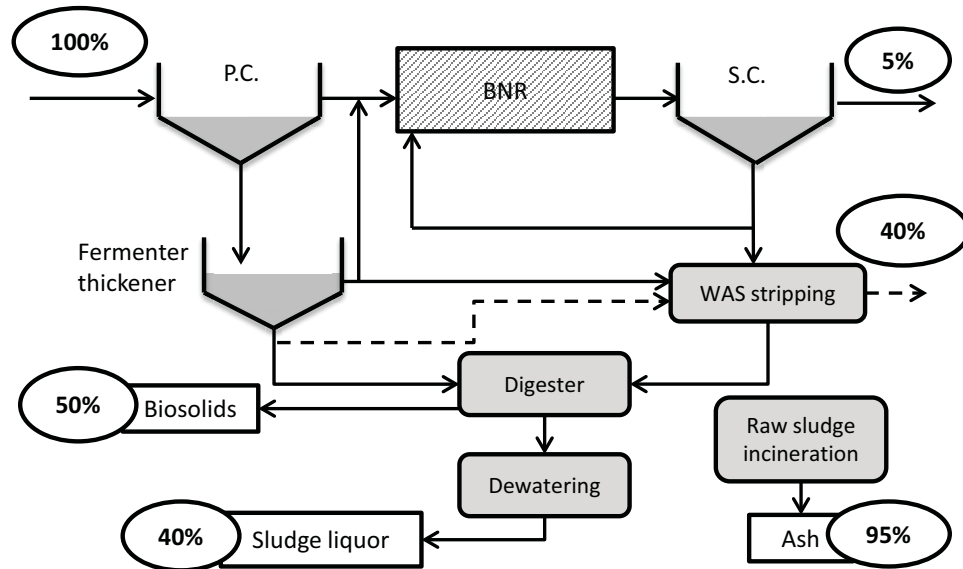 100%
P.C.
BNR
S.C.
5%
Fermenter
thickener
40%
WAS stripping
Digester
50%
Biosolids
Raw sludge
incineration
Dewatering
40%
Sludge liquor
Ash
95%